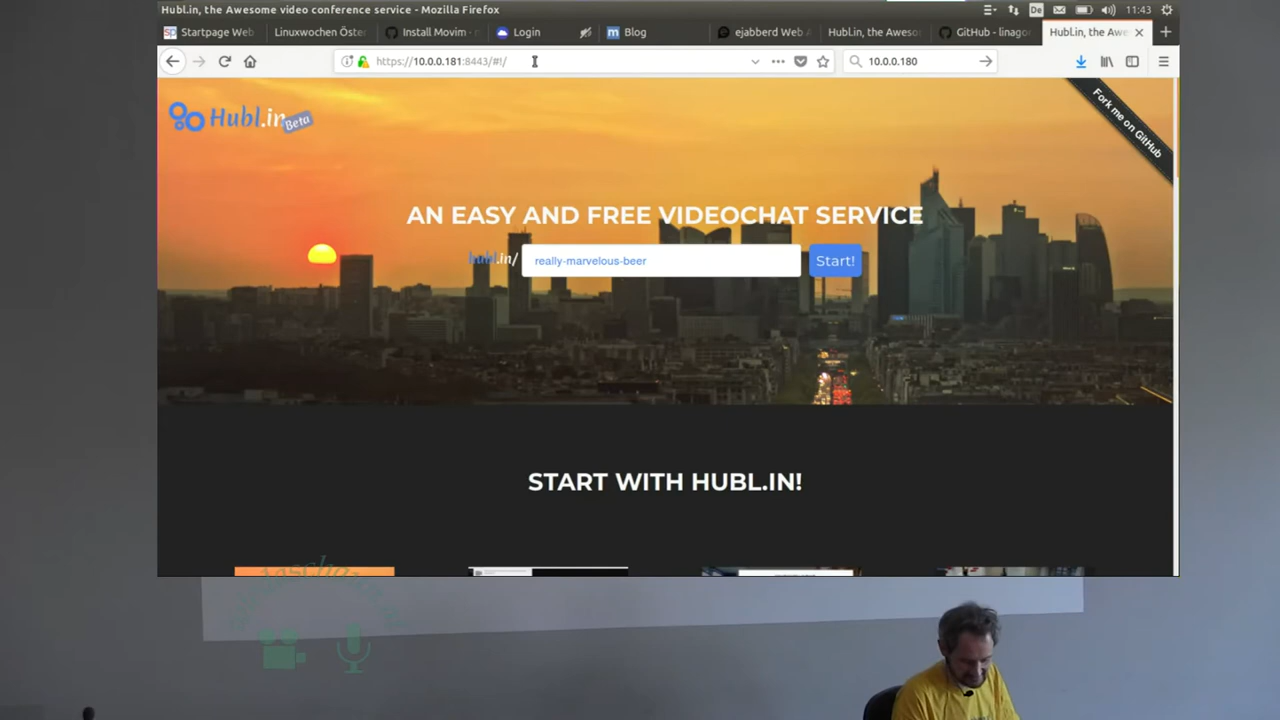 Hubl.in, the Awesome video conference service - Mozilla Firefox
De
11:43
sp Startpage Web
Linuxwochen Öster
Install Movim -
Login
m Blog
ejabberd Web A
Hubl.in, the Aweso
GitHub - linago
Hubl.in, the Awe
https://10.0.0.181:8443/#!/
10.0.0.180
Hubl.in Beta
Fork me on GitHub
AN EASY AND FREE VIDEOCHAT SERVICE
hubl.in/
really-marvelous-beer
Start!
START WITH HUBL.IN!